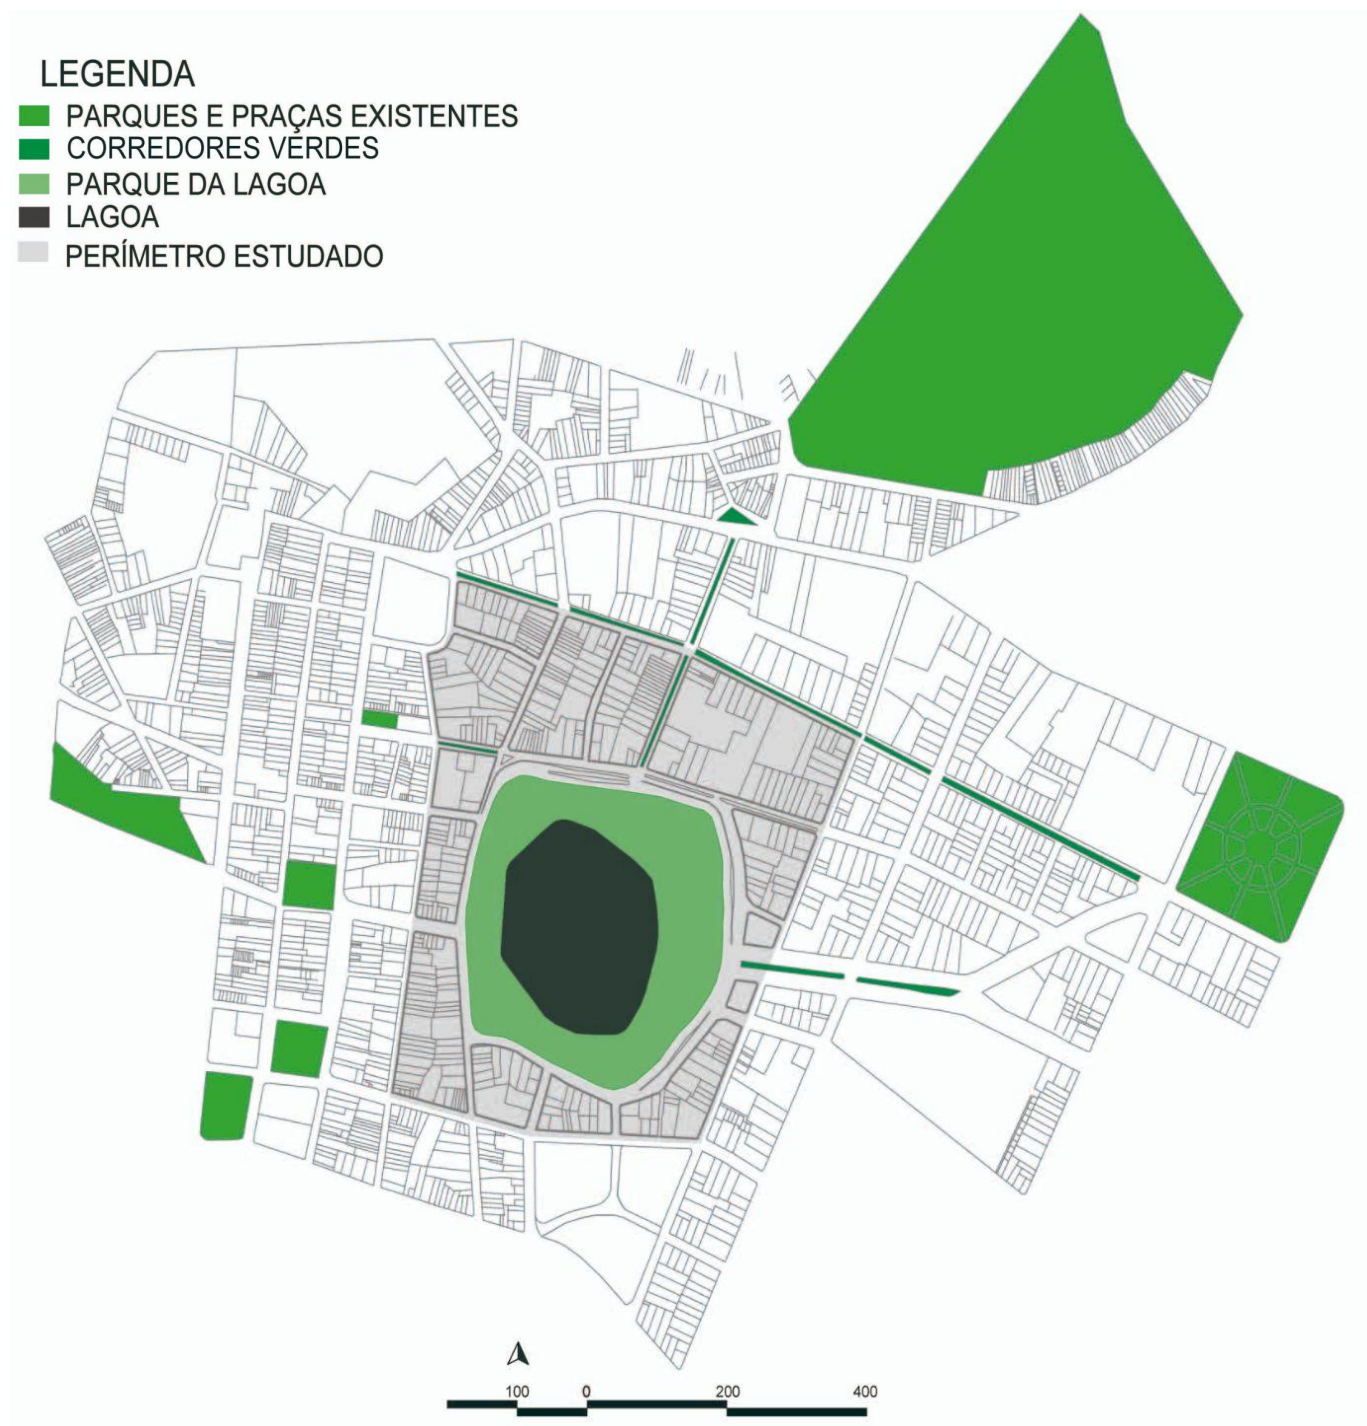 LEGENDA
PARQUES E PRAÇAS EXISTENTES
CORREDORES VERDES
PARQUE DA LAGOA
LAGOA
PERÍMETRO ESTUDADO
100 0 200 400